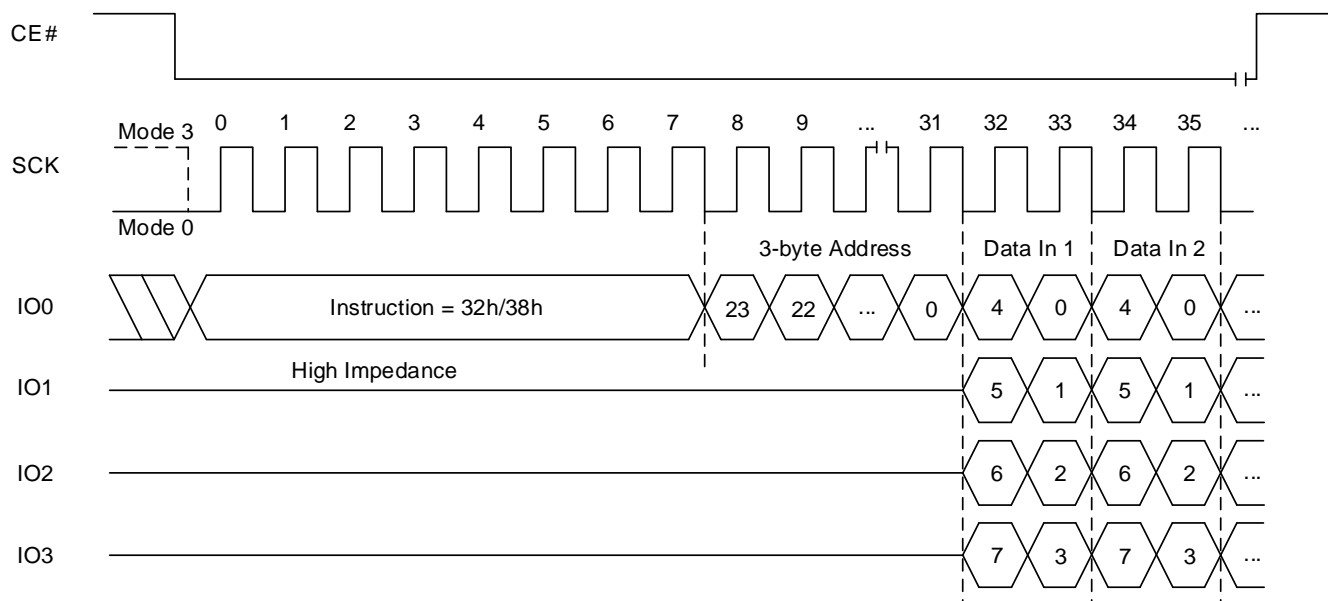 CE#
Mode 3 0 1 2 3 4 5 6 7 8 9 ... 31 32 33 34 35 ...
SCK
Mode 0
3-byte Address Data In 1 Data In 2
IO0 Instruction = 32h/38h 23 22 ... 0 4 0 4 0 ...
High Impedance
IO1 5 1 5 1 ...
IO2 6 2 6 2 ...
IO3 7 3 7 3 ...